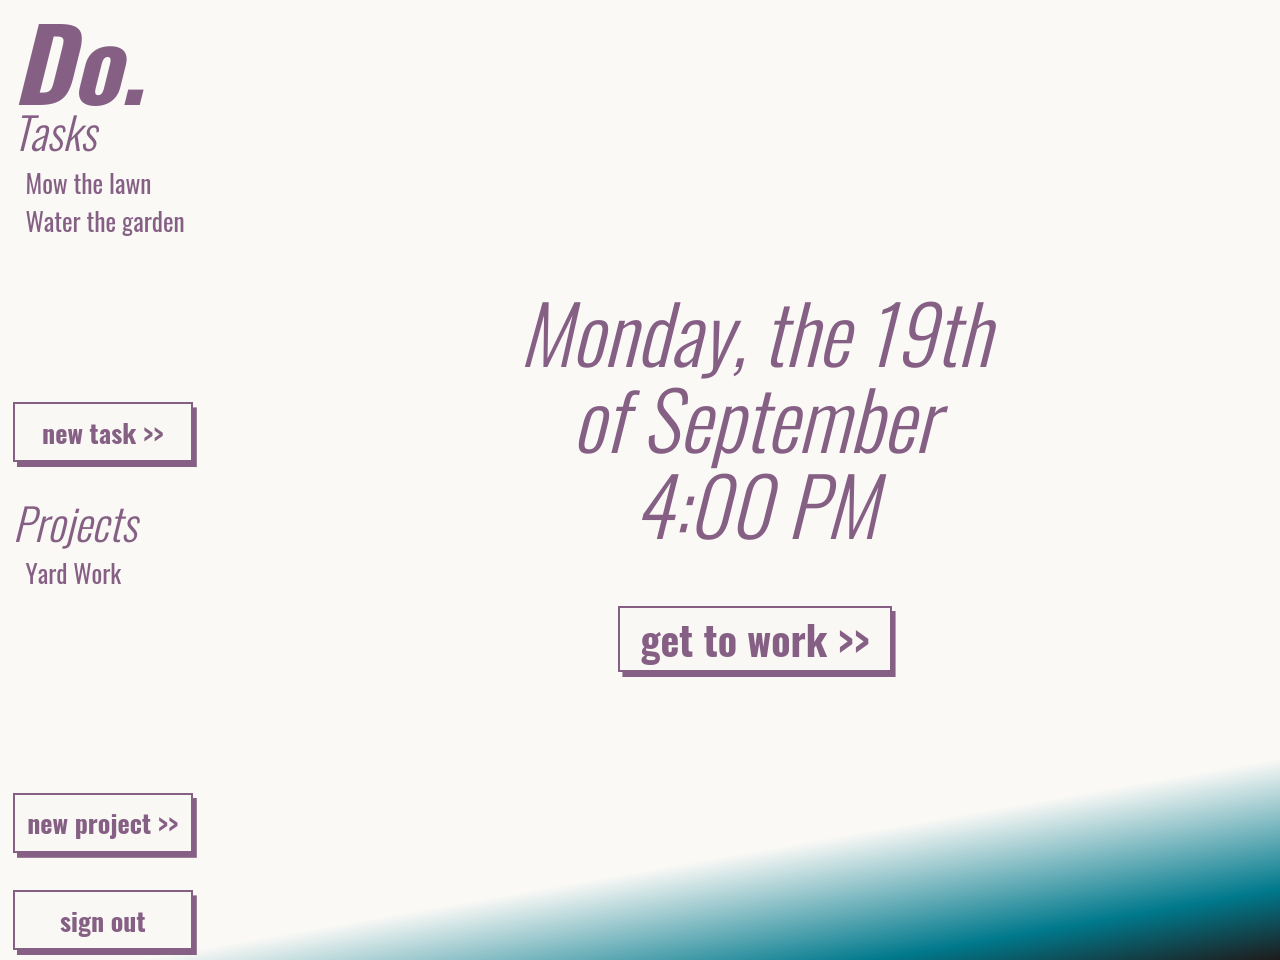 Do.
Tasks
Mow the lawn
Water the garden
new task >>
Projects
Yard Work
new project >>
sign out
Monday, the 19th
of September
4:00 PM
get to work >>